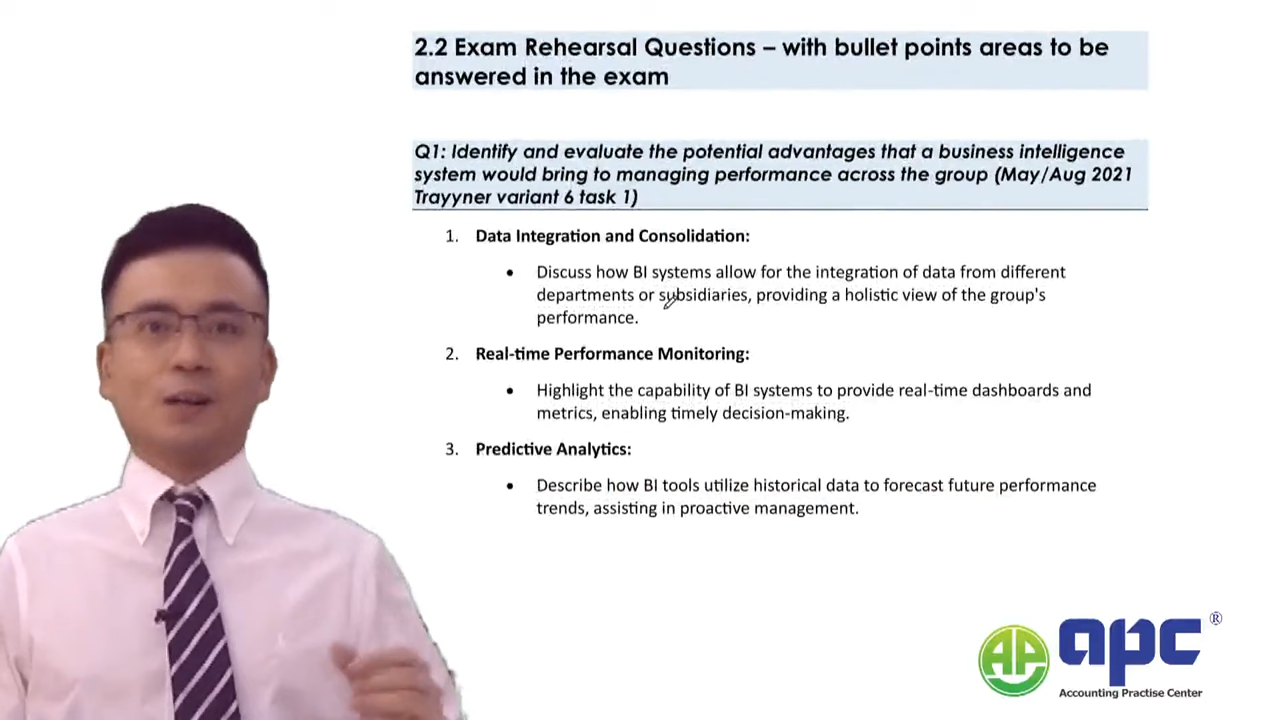 2.2 Exam Rehearsal Questions – with bullet points areas to be
answered in the exam
Q1: Identify and evaluate the potential advantages that a business intelligence
system would bring to managing performance across the group (May/Aug 2021
Trayyner variant 6 task 1)
1. Data Integration and Consolidation:
• Discuss how BI systems allow for the integration of data from different
departments or subsidiaries, providing a holistic view of the group's
performance.
2. Real-time Performance Monitoring:
• Highlight the capability of BI systems to provide real-time dashboards and
metrics, enabling timely decision-making.
3. Predictive Analytics:
• Describe how BI tools utilize historical data to forecast future performance
trends, assisting in proactive management.
AP
apc®
Accounting Practise Center